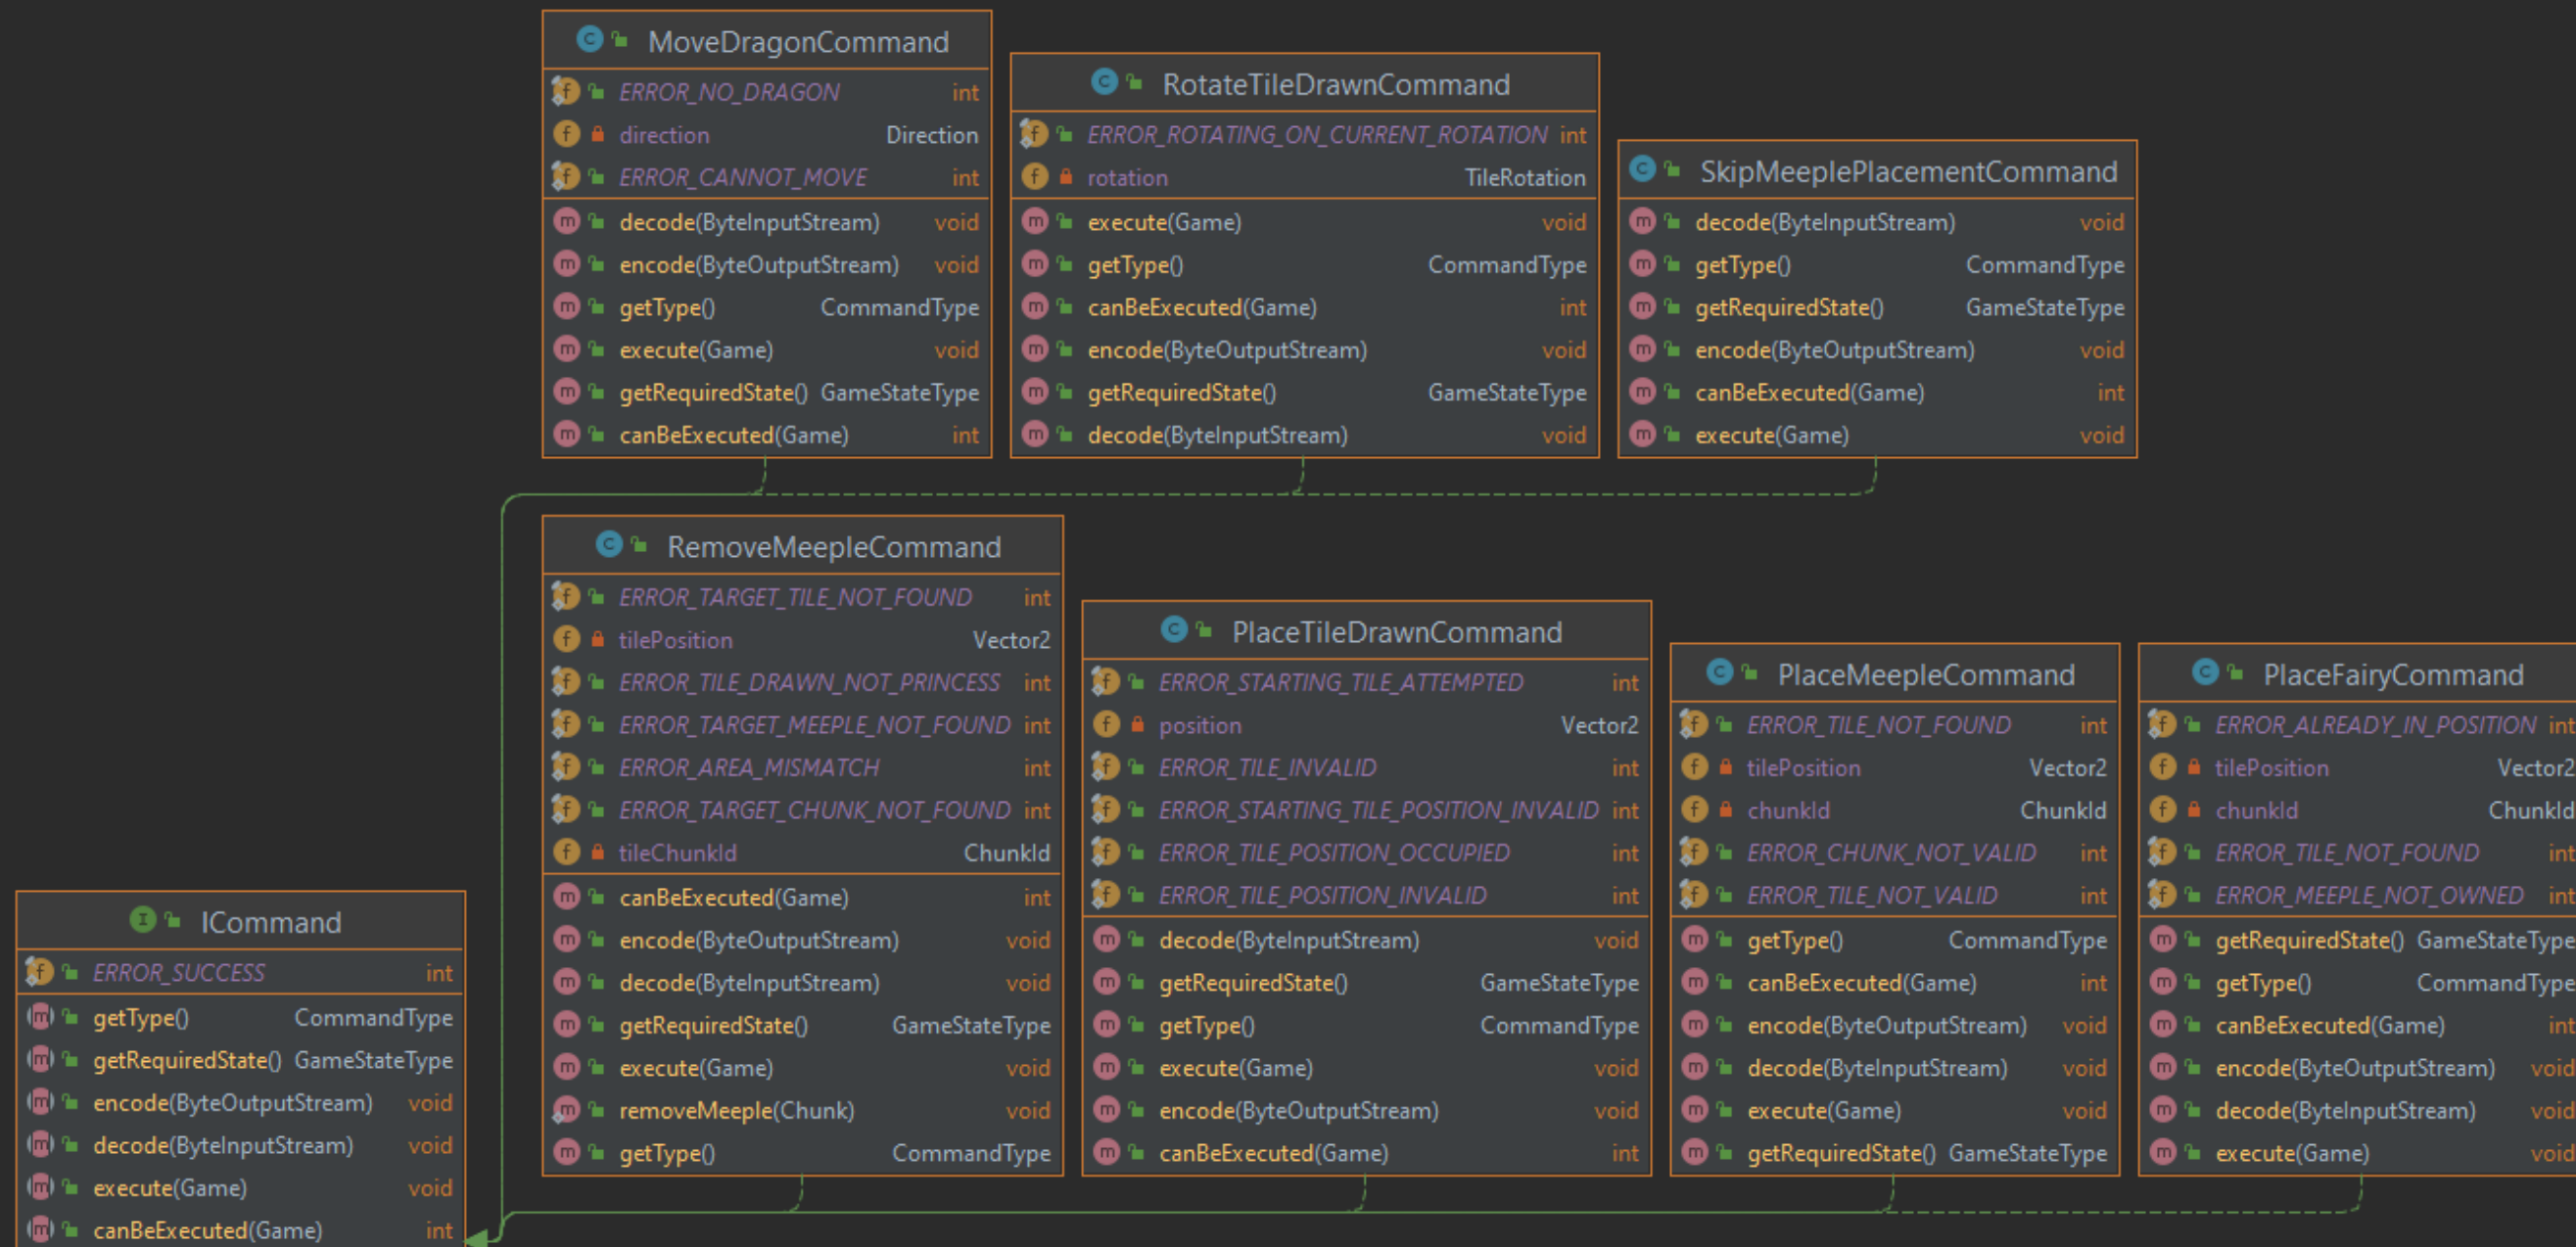 MoveDragonCommand
ERROR_NO_DRAGON int
direction Direction
ERROR_CANNOT_MOVE int
decode(ByteInputStream) void
encode(ByteOutputStream) void
getType() CommandType
execute(Game) void
getRequiredState() GameStateType
canBeExecuted(Game) int
RotateTileDrawnCommand
ERROR_ROTATING_ON_CURRENT_ROTATION int
rotation TileRotation
execute(Game) void
getType() CommandType
canBeExecuted(Game) int
encode(ByteOutputStream) void
getRequiredState() GameStateType
decode(ByteInputStream) void
SkipMeeplePlacementCommand
decode(ByteInputStream) void
getType() CommandType
getRequiredState() GameStateType
encode(ByteOutputStream) void
canBeExecuted(Game) int
execute(Game) void
RemoveMeepleCommand
ERROR_TARGET_TILE_NOT_FOUND int
tilePosition Vector2
ERROR_TILE_DRAWN_NOT_PRINCESS int
ERROR_TARGET_MEEPLE_NOT_FOUND int
ERROR_AREA_MISMATCH int
ERROR_TARGET_CHUNK_NOT_FOUND int
tileChunkId ChunkId
canBeExecuted(Game) int
encode(ByteOutputStream) void
decode(ByteInputStream) void
getRequiredState() GameStateType
execute(Game) void
removeMeeple(Chunk) void
getType() CommandType
PlaceTileDrawnCommand
ERROR_STARTING_TILE_ATTEMPTED int
position Vector2
ERROR_TILE_INVALID int
ERROR_STARTING_TILE_POSITION_INVALID int
ERROR_TILE_POSITION_OCCUPIED int
ERROR_TILE_POSITION_INVALID int
decode(ByteInputStream) void
getRequiredState() GameStateType
getType() CommandType
execute(Game) void
encode(ByteOutputStream) void
canBeExecuted(Game) int
PlaceMeepleCommand
ERROR_TILE_NOT_FOUND int
tilePosition Vector2
chunkId ChunkId
ERROR_CHUNK_NOT_VALID int
ERROR_TILE_NOT_VALID int
getType() CommandType
canBeExecuted(Game) int
encode(ByteOutputStream) void
decode(ByteInputStream) void
execute(Game) void
getRequiredState() GameStateType
PlaceFairyCommand
ERROR_ALREADY_IN_POSITION int
tilePosition Vector2
chunkId ChunkId
ERROR_TILE_NOT_FOUND int
ERROR_MEEPLE_NOT_OWNED int
getRequiredState() GameStateType
getType() CommandType
canBeExecuted(Game) int
encode(ByteOutputStream) void
decode(ByteInputStream) void
execute(Game) void
ICommand
ERROR_SUCCESS int
getType() CommandType
getRequiredState() GameStateType
encode(ByteOutputStream) void
decode(ByteInputStream) void
execute(Game) void
canBeExecuted(Game) int